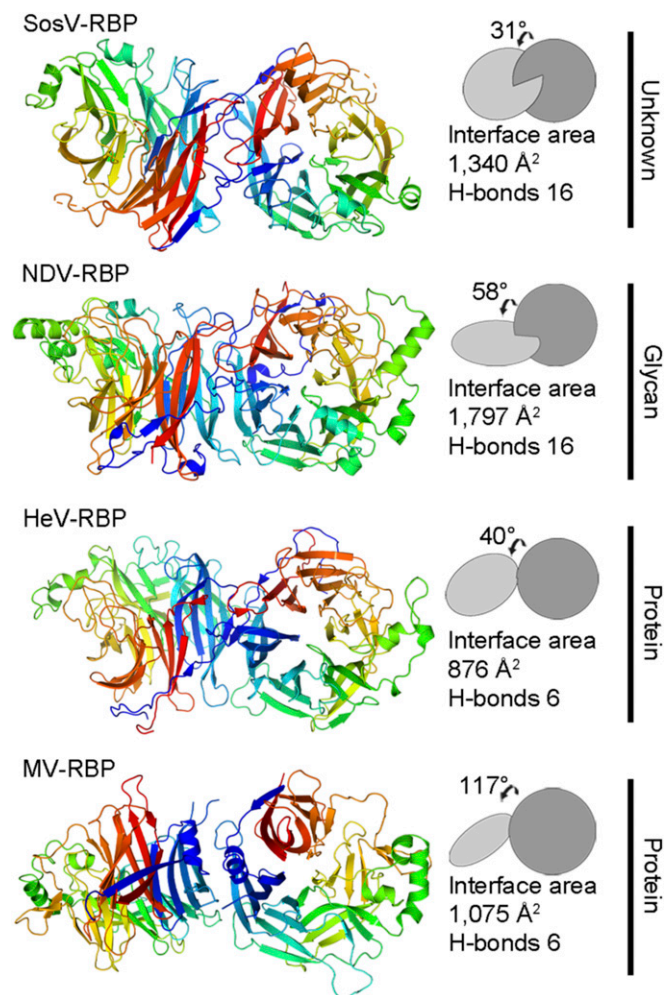 SosV-RBP
31°
Interface area
1,340 Å²
H-bonds 16
Unknown
NDV-RBP
58°
Interface area
1,797 Å²
H-bonds 16
Glycan
HeV-RBP
40°
Interface area
876 Å²
H-bonds 6
Protein
MV-RBP
117°
Interface area
1,075 Å²
H-bonds 6
Protein